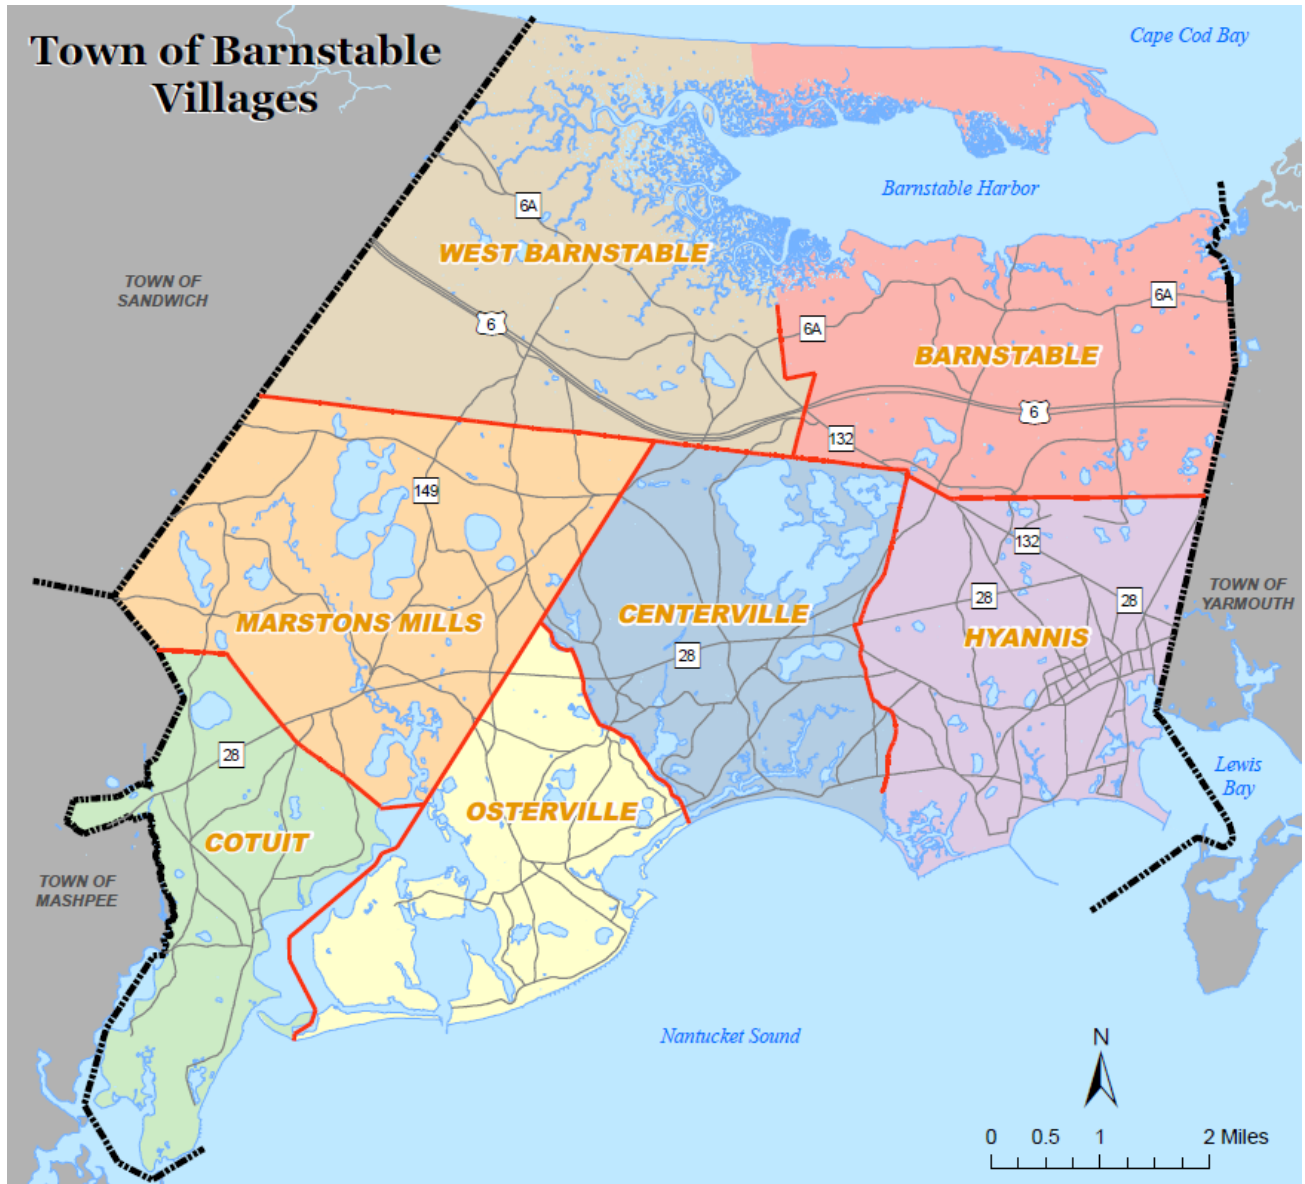 Town of Barnstable
Villages
Cape Cod Bay
Barnstable Harbor
6A
WEST BARNSTABLE
TOWN OF
SANDWICH
6A
6
6A
BARNSTABLE
6
132
149
132
28
28
TOWN OF
YARMOUTH
MARSTONS MILLS
CENTERVILLE
HYANNIS
28
28
Lewis
Bay
OSTERVILLE
COTUIT
TOWN OF
MASHPEE
Nantucket Sound
N
0 0.5 1 2 Miles